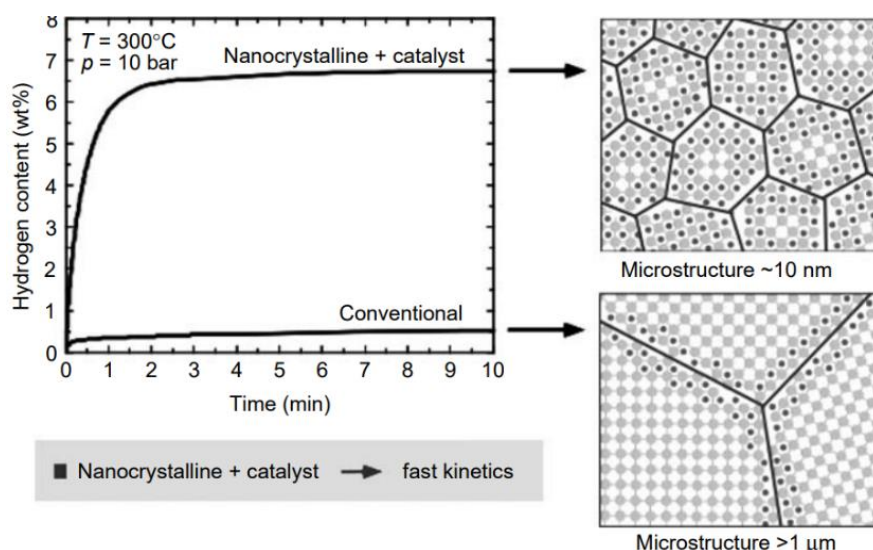 8
7
6
5
4
3
2
1
0
Hydrogen content (wt%)
T = 300°C
p = 10 bar
Nanocrystalline + catalyst
Conventional
0 1 2 3 4 5 6 7 8 9 10
Time (min)
Microstructure ~10 nm
Microstructure >1 μm
Nanocrystalline + catalyst fast kinetics